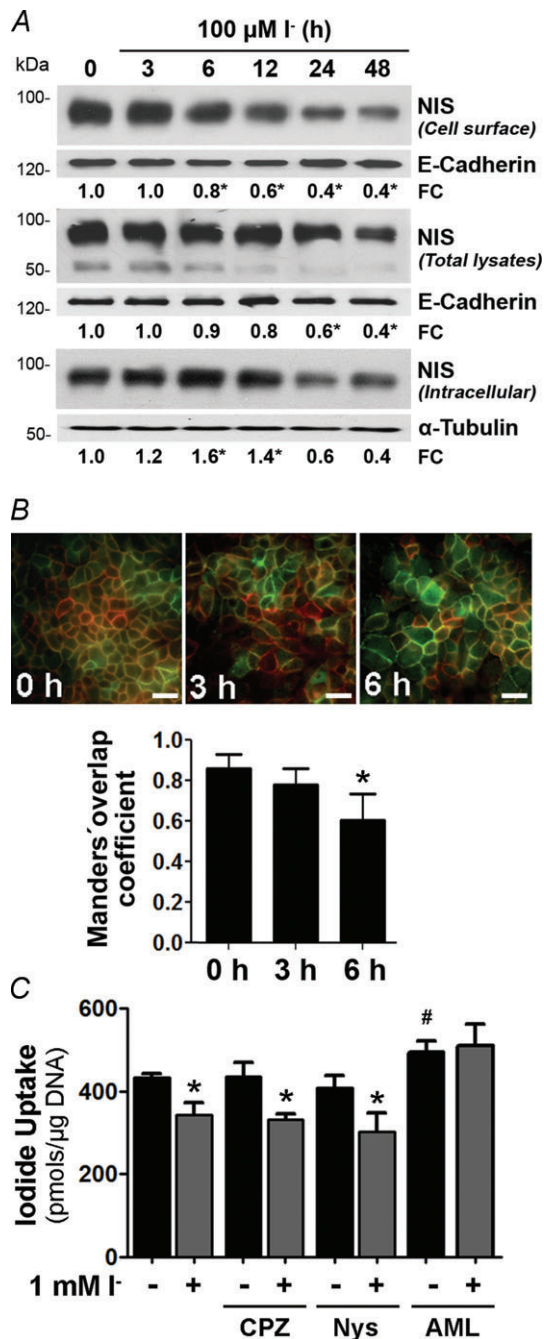 A
100 µM I- (h)
kDa 0 3 6 12 24 48
100- NIS
(Cell surface)
120- E-Cadherin
1.0 1.0 0.8* 0.6* 0.4* 0.4* FC
100- NIS
(Total lysates)
50-
120- E-Cadherin
1.0 1.0 0.9 0.8 0.6* 0.4* FC
100- NIS
(Intracellular)
50- α-Tubulin
1.0 1.2 1.6* 1.4* 0.6 0.4 FC
B
0 h 3 h 6 h
Manders´overlap
coefficient
1.0
0.8
0.6
0.4
0.2
0.0
*
0 h 3 h 6 h
C
Iodide Uptake
(pmols/µg DNA)
600
400
200
0
* * * #
1 mM I- - + - + - + - +
CPZ Nys AML